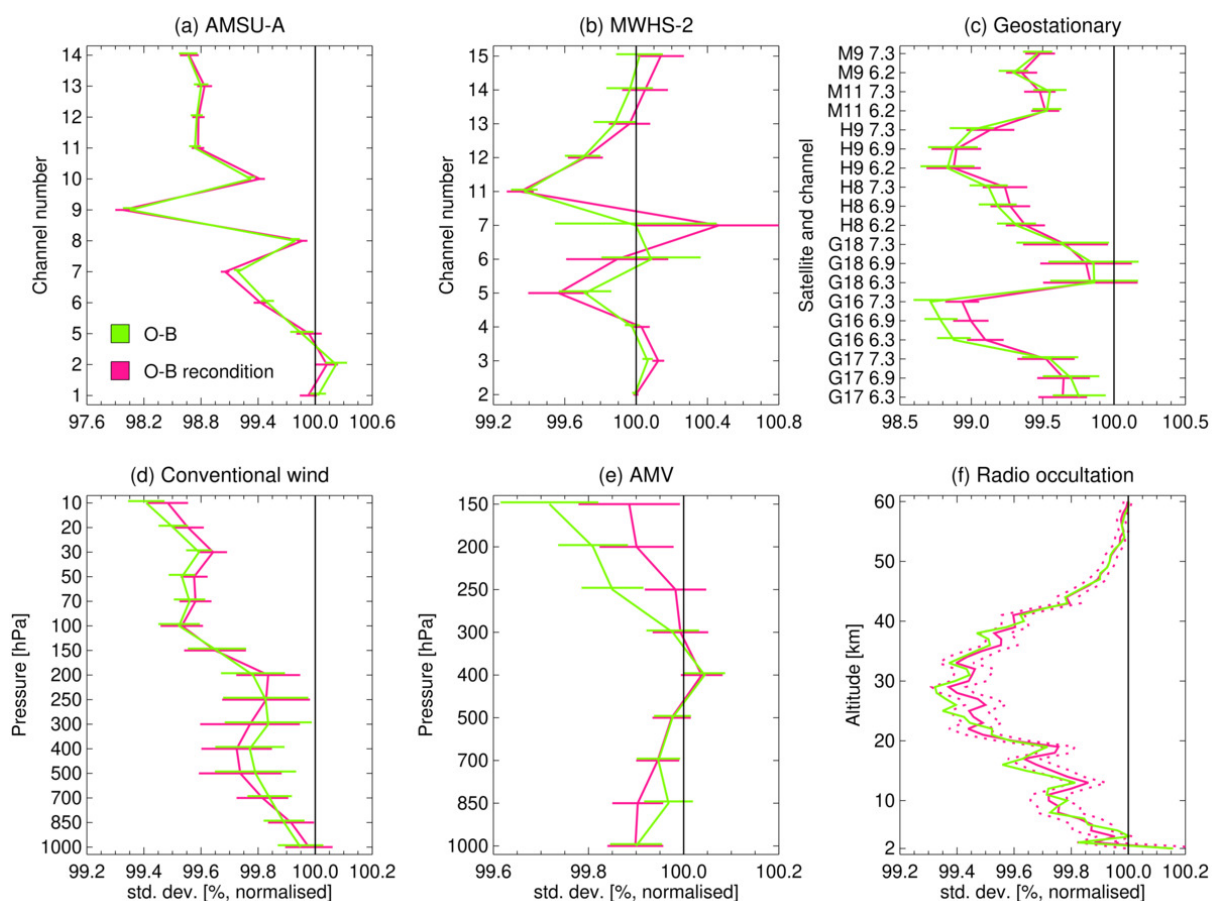 (a) AMSU-A
Channel number
14
13
12
11
10
9
8
7
6
5
2
1
O-B
O-B recondition
97.6 98.2 98.8 99.4 100.0 100.6
(b) MWHS-2
Channel number
15
14
13
12
11
7
6
5
4
3
2
99.2 99.6 100.0 100.4 100.8
(c) Geostationary
Satellite and channel
M9 7.3
M9 6.2
M11 7.3
M11 6.2
H9 7.3
H9 6.9
H9 6.2
H8 7.3
H8 6.9
H8 6.2
G18 7.3
G18 6.9
G18 6.3
G16 7.3
G16 6.9
G16 6.3
G17 7.3
G17 6.9
G17 6.3
98.5 99.0 99.5 100.0 100.5
(d) Conventional wind
Pressure [hPa]
10
20
30
50
70
100
150
200
250
300
400
500
700
850
1000
99.2 99.4 99.6 99.8 100.0 100.2
std. dev. [%, normalised]
(e) AMV
Pressure [hPa]
150
200
250
300
400
500
700
850
1000
99.6 99.8 100.0 100.2
std. dev. [%, normalised]
(f) Radio occultation
Altitude [km]
60
50
40
30
20
10
2
99.2 99.4 99.6 99.8 100.0 100.2
std. dev. [%, normalised]